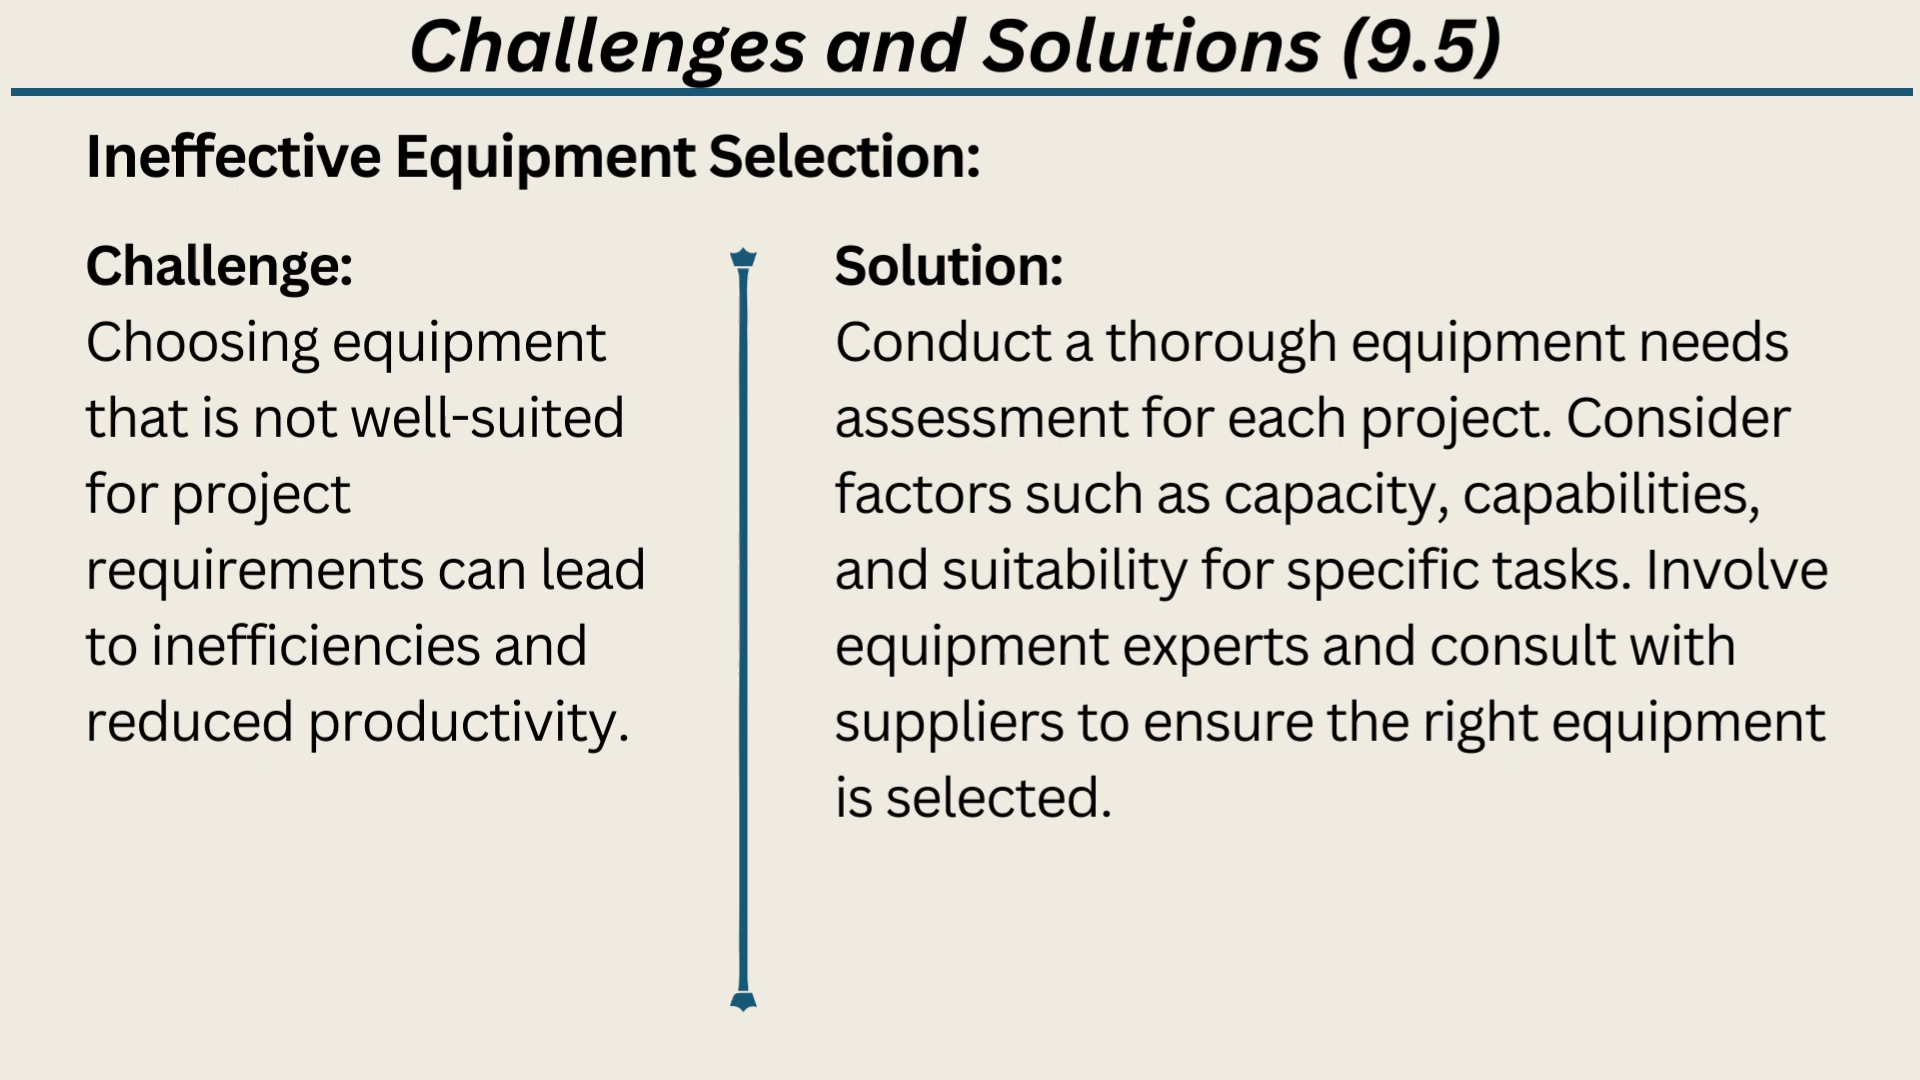 Challenges and Solutions (9.5)
Ineffective Equipment Selection:
Challenge:
Choosing equipment
that is not well-suited
for project
requirements can lead
to inefficiencies and
reduced productivity.
Solution:
Conduct a thorough equipment needs
assessment for each project. Consider
factors such as capacity, capabilities,
and suitability for specific tasks. Involve
equipment experts and consult with
suppliers to ensure the right equipment
is selected.